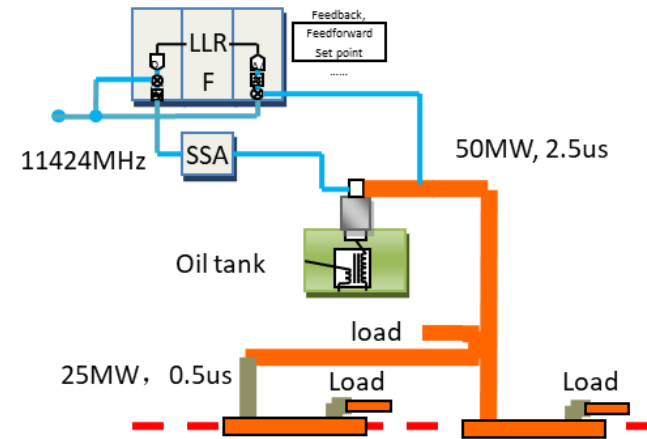 Feedback,
Feedforward
Set point
......
LLR
F
11424MHz
SSA
50MW, 2.5us
Oil tank
load
25MW，0.5us
Load
Load